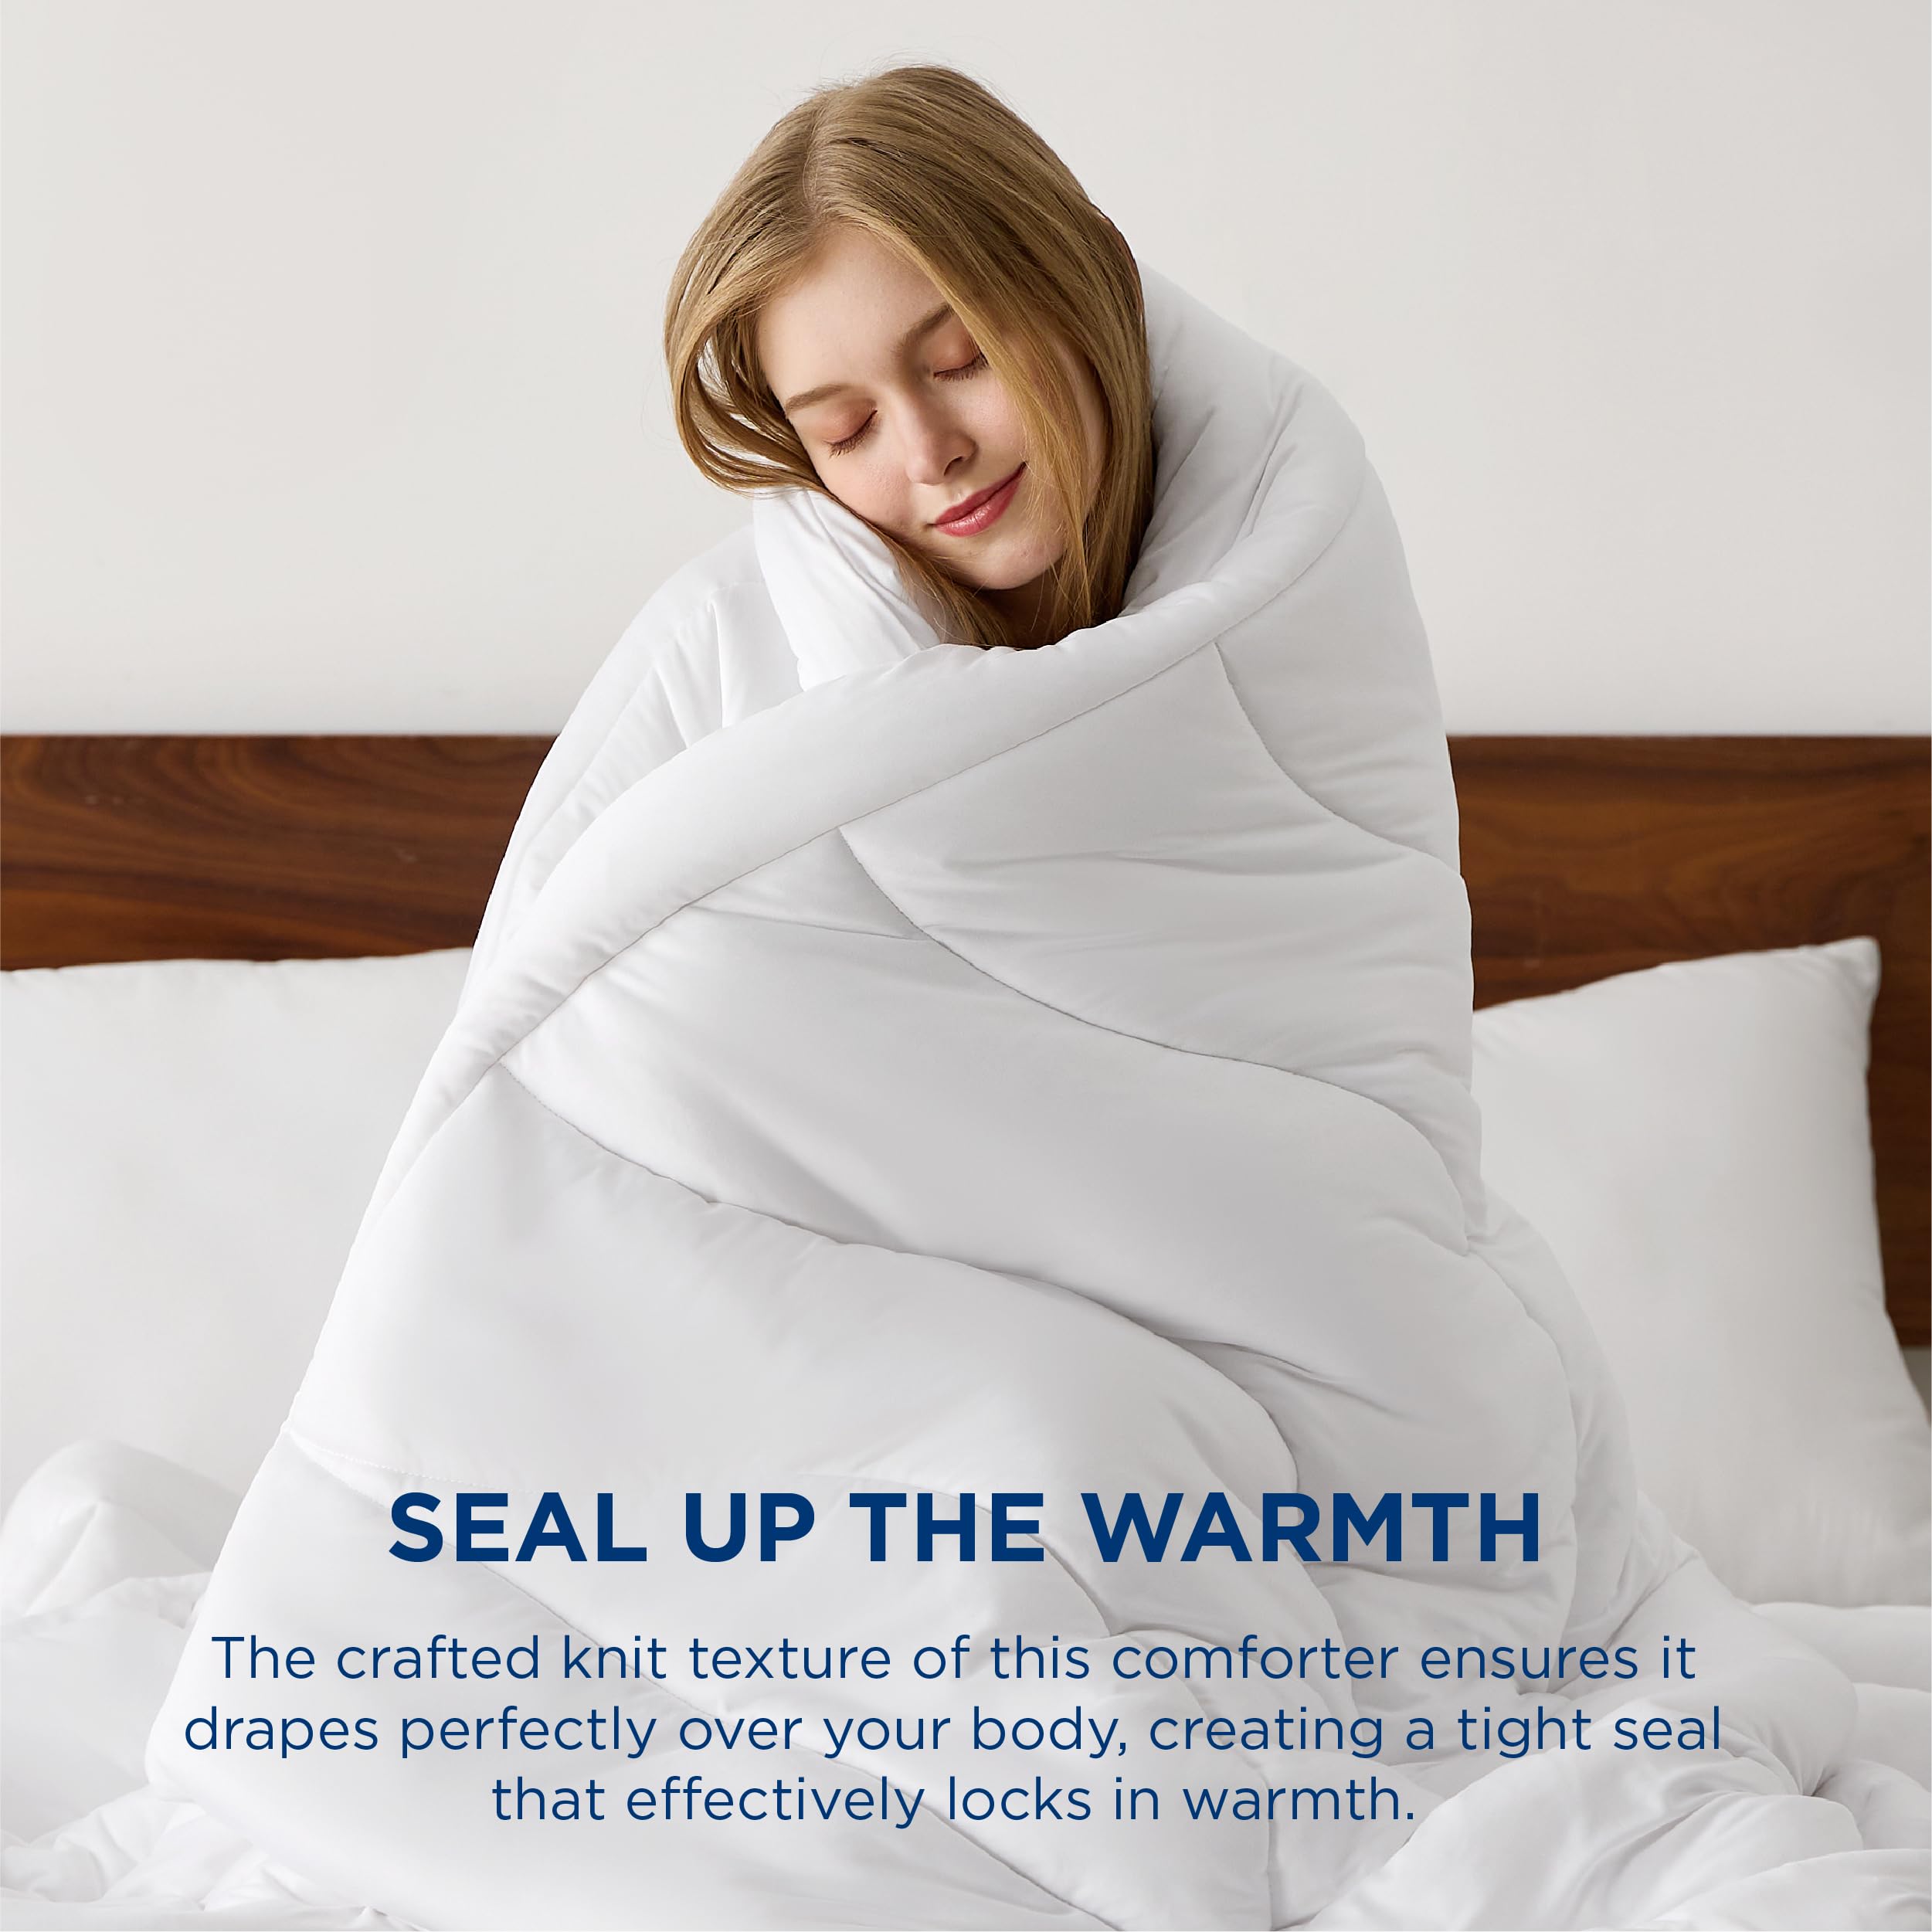 SEAL UP THE WARMTH
The crafted knit texture of this comforter ensures it
drapes perfectly over your body, creating a tight seal
that effectively locks in warmth.